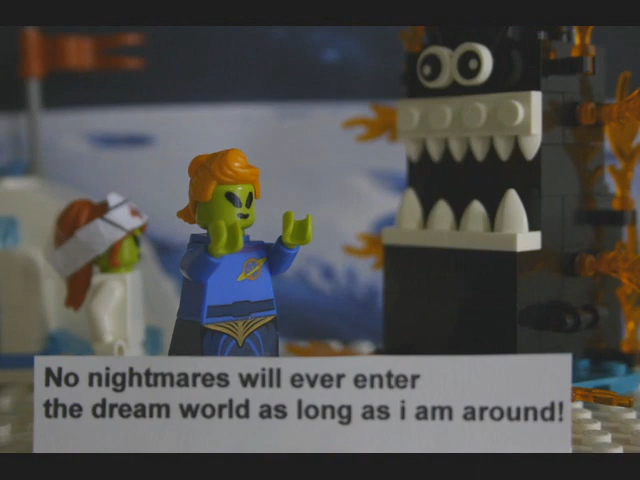 No nightmares will ever enter
the dream world as long as i am around!